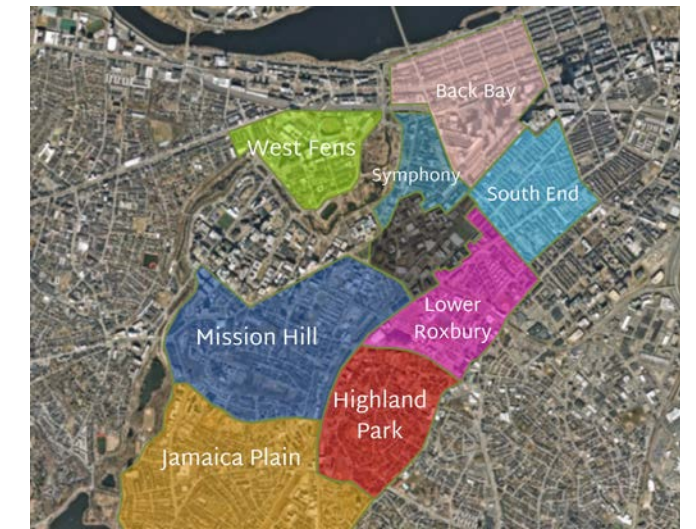 Back Bay
West Fens
Symphony
South End
Lower
Roxbury
Mission Hill
Highland
Park
Jamaica Plain